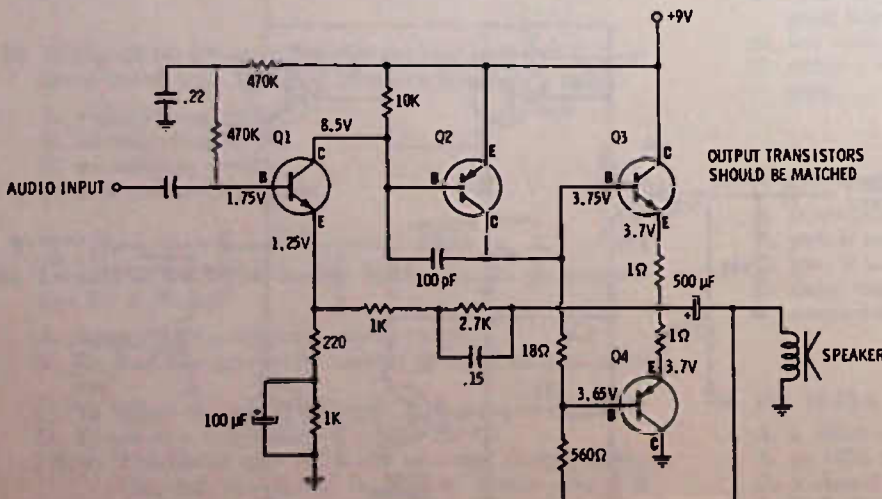 +9V
470K
.22
10K
8.5V
Q1
Q2
Q3
470K
C
E
C
OUTPUT TRANSISTORS
SHOULD BE MATCHED
AUDIO INPUT
B
B
B
1.75V
3.75V
E
C
E
1.25V
3.7V
100 pF
1Ω
500 µF
+
1K
2.7K
1Ω
220
.15
18Ω
Q4
SPEAKER
E
3.7V
3.65V
B
100 µF
+
1K
C
560Ω